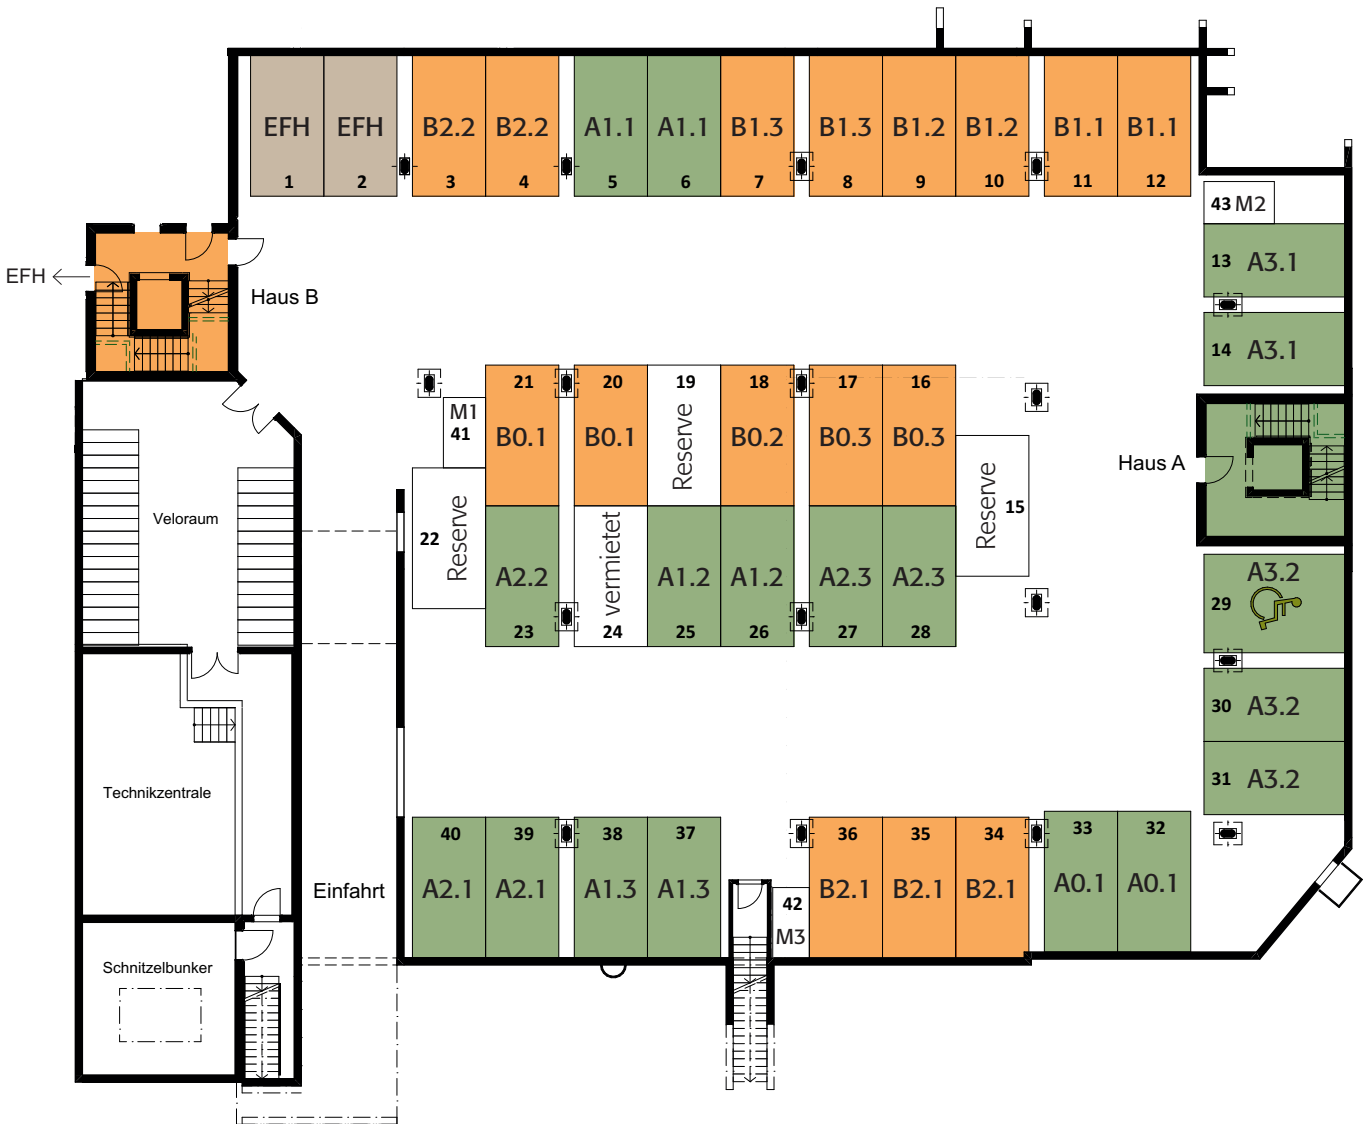 EFH EFH B2.2 B2.2 A1.1 A1.1 B1.3 B1.3 B1.2 B1.2 B1.1 B1.1
1 2 3 4 5 6 7 8 9 10 11 12
43 M2
13 A3.1
EFH
Haus B
14 A3.1
21 20 19 18 17 16
M1
41
B0.1 B0.1 Reserve B0.2 B0.3 B0.3
Haus A
Veloraum
22 Reserve
Reserve 15
A2.2 vermietet A1.2 A1.2 A2.3 A2.3
23 24 25 26 27 28
A3.2
29
30 A3.2
31 A3.2
Technikzentrale
40 39 38 37 36 35 34 33 32
A2.1 A2.1 A1.3 A1.3 B2.1 B2.1 B2.1 A0.1 A0.1
Einfahrt
42
M3
Schnitzelbunker